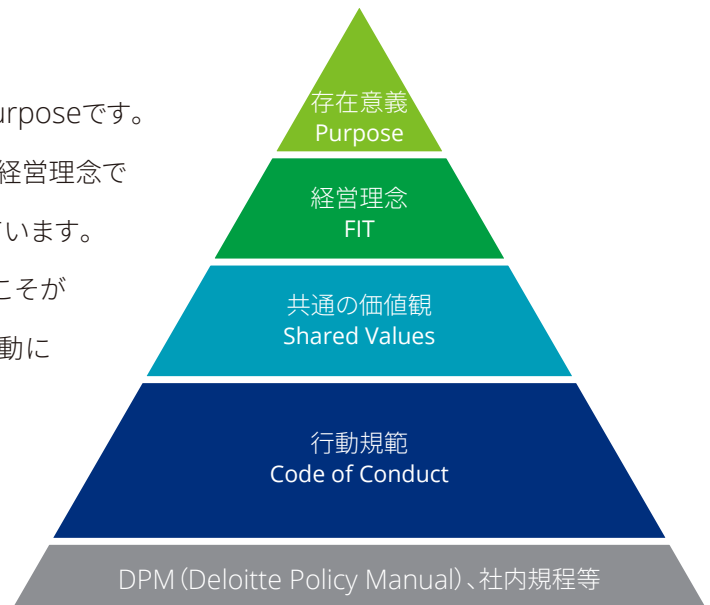 urposeです。
経営理念で
います。
こそが
動に
存在意義
Purpose
経営理念
FIT
共通の価値観
Shared Values
行動規範
Code of Conduct
DPM（Deloitte Policy Manual）、社内規程等